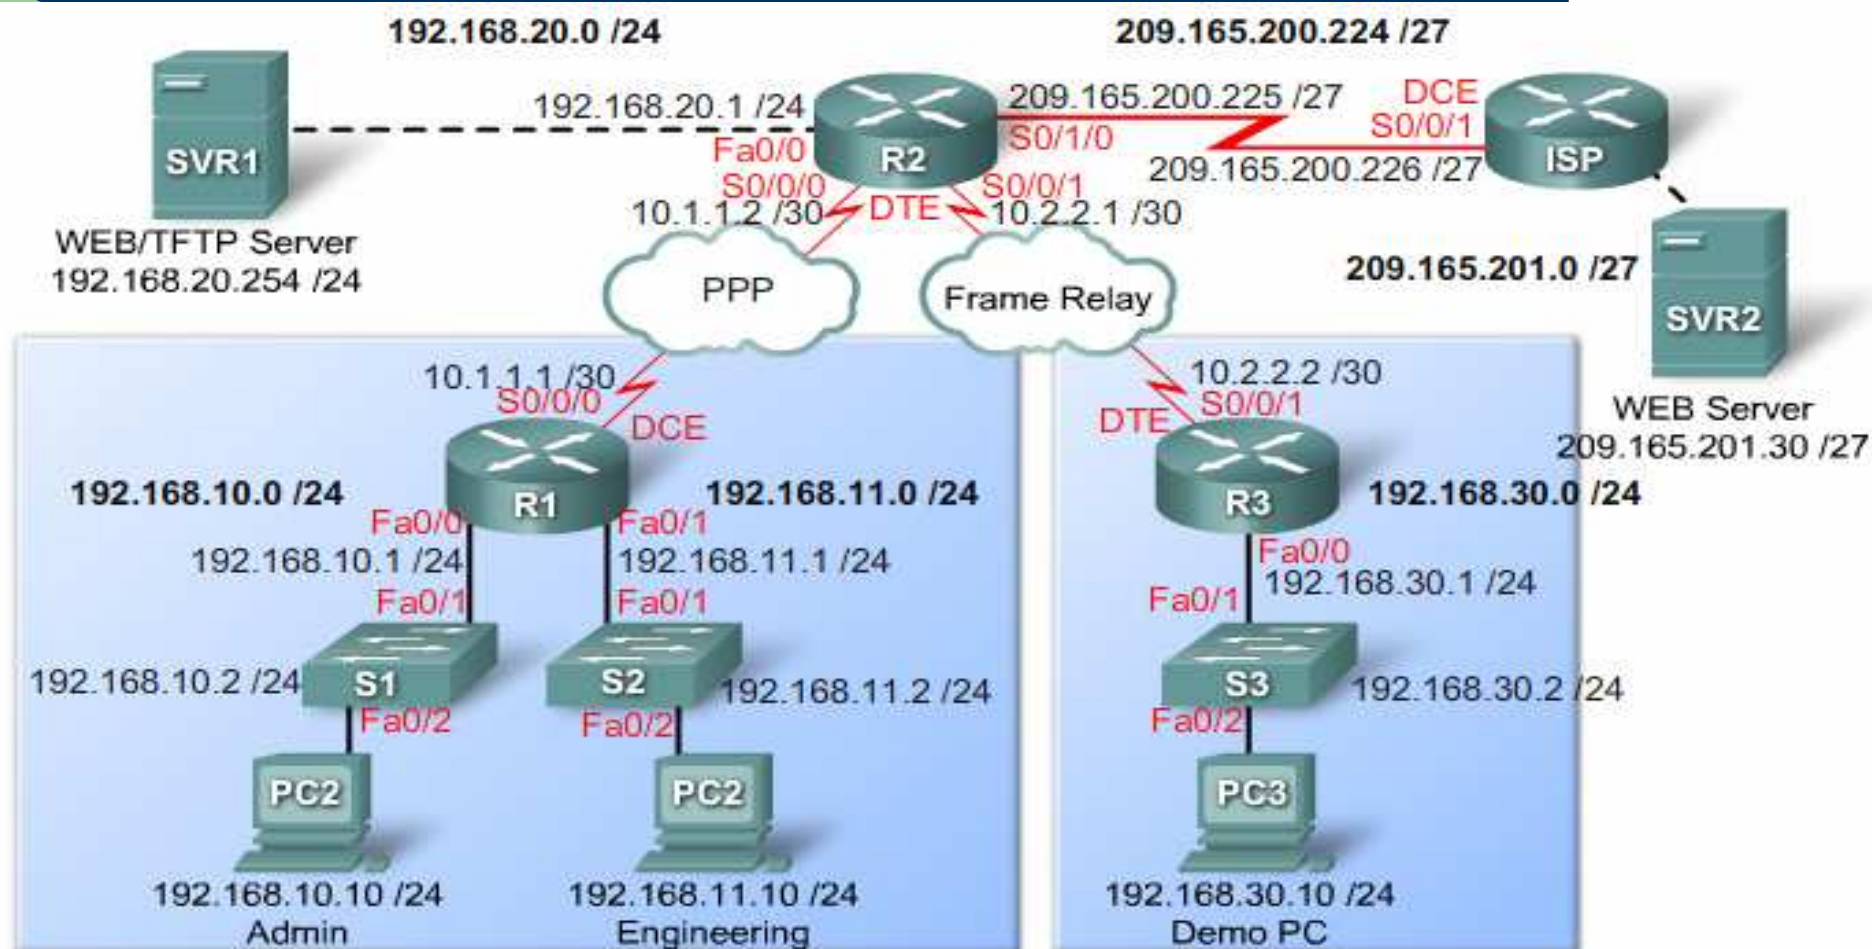 192.168.20.0 /24
209.165.200.224 /27
192.168.20.1 /24
209.165.200.225 /27
DCE
S0/0/1
SVR1
Fa0/0
R2
S0/1/0
ISP
209.165.200.226 /27
S0/0/0
S0/0/1
10.1.1.2 /30
DTE
10.2.2.1 /30
WEB/TFTP Server
192.168.20.254 /24
209.165.201.0 /27
PPP
Frame Relay
SVR2
10.1.1.1 /30
S0/0/0
DCE
10.2.2.2 /30
S0/0/1
DTE
WEB Server
209.165.201.30 /27
192.168.10.0 /24
R1
192.168.11.0 /24
R3
192.168.30.0 /24
Fa0/0
Fa0/1
192.168.10.1 /24
192.168.11.1 /24
Fa0/0
192.168.30.1 /24
Fa0/1
Fa0/1
Fa0/1
192.168.10.2 /24
S1
S2
192.168.11.2 /24
S3
192.168.30.2 /24
Fa0/2
Fa0/2
Fa0/2
PC2
PC2
PC3
192.168.10.10 /24
Admin
192.168.11.10 /24
Engineering
192.168.30.10 /24
Demo PC